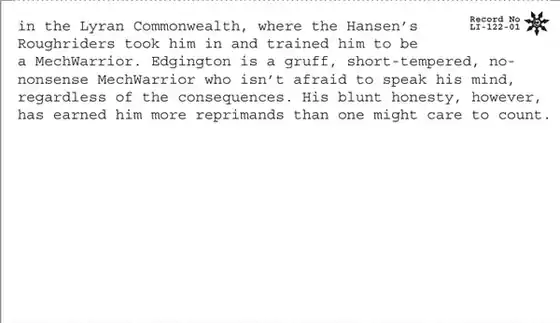 in the Lyran Commonwealth, where the Hansen’s
Roughriders took him in and trained him to be
a MechWarrior. Edgington is a gruff, short-tempered, no-
nonsense MechWarrior who isn’t afraid to speak his mind,
regardless of the consequences. His blunt honesty, however,
has earned him more reprimands than one might care to count.
Record No
LI-122-01